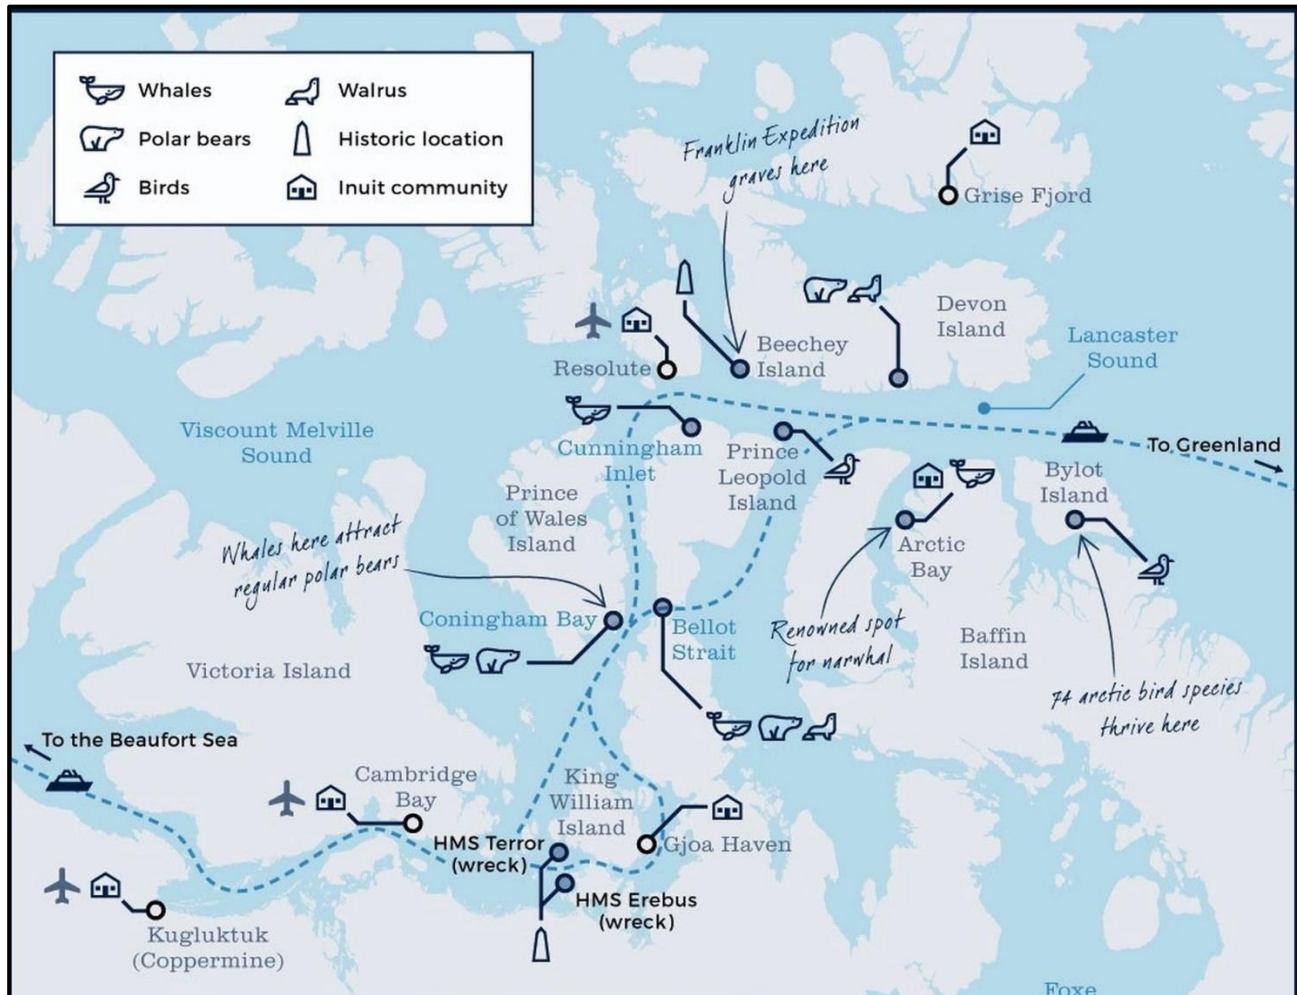 Whales
Walrus
Polar bears
Historic location
Birds
Inuit community
Franklin Expedition
graves here
Grise Fjord
Devon
Island
Lancaster
Sound
Beechey
Island
Resolute
Viscount Melville
Sound
Cunningham
Inlet
Prince
Leopold
Island
To Greenland
Bylot
Island
Prince
of Wales
Island
Arctic
Bay
Whales here attract
regular polar bears
Coningham Bay
Bellot
Strait
Renowned spot
for narwhal
Baffin
Island
74 arctic bird species
thrive here
Victoria Island
To the Beaufort Sea
Cambridge
Bay
King
William
Island
HMS Terror
(wreck)
Gjoa Haven
HMS Erebus
(wreck)
Kugluktuk
(Coppermine)
Foxe